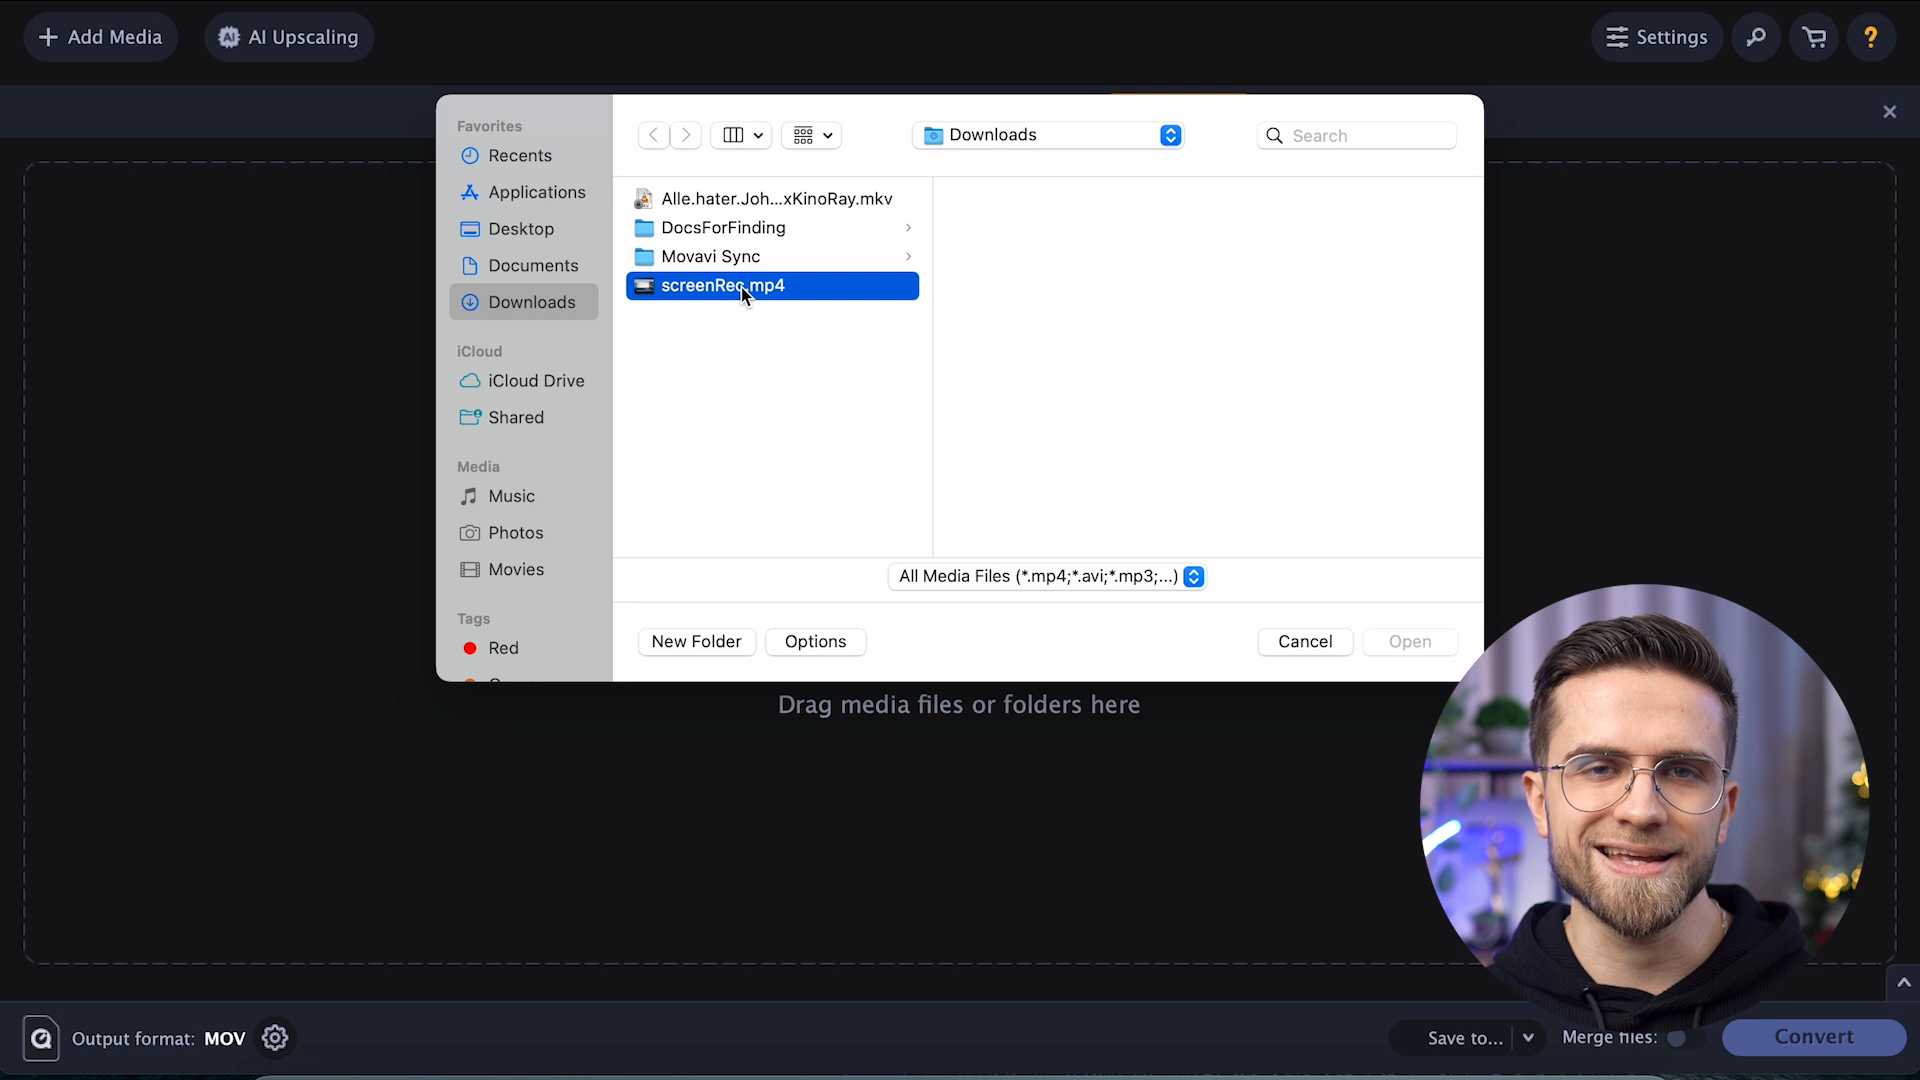 Add Media
AI Upscaling
Settings
?
Favorites
Recents
Applications
Desktop
Documents
Downloads
iCloud
iCloud Drive
Shared
Media
Music
Photos
Movies
Tags
Red
Downloads
Search
Alle.hater.Joh...xKinoRay.mkv
DocsForFinding
Movavi Sync
screenRec.mp4
All Media Files (*.mp4;*.avi;*.mp3;...)
New Folder
Options
Cancel
Open
Drag media files or folders here
Output format: MOV
Save to...
Merge files:
Convert